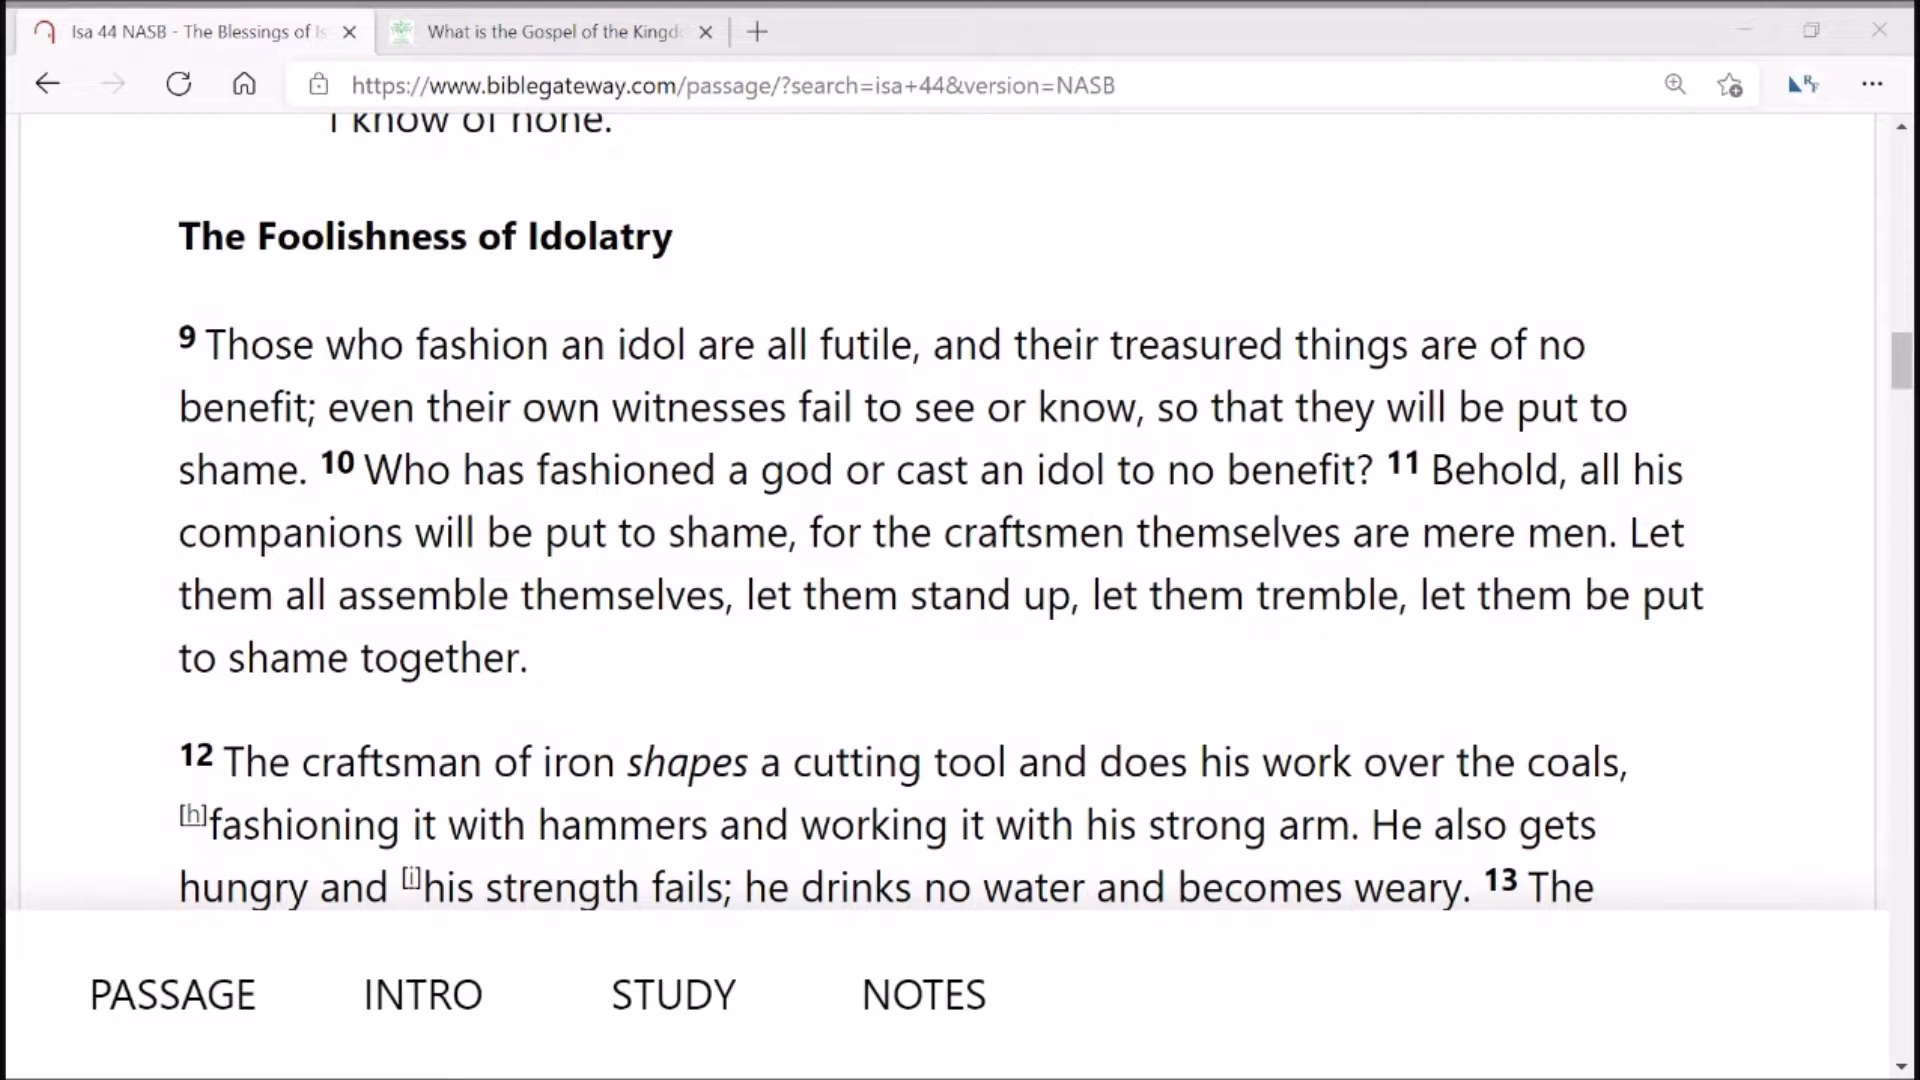 Isa 44 NASB - The Blessings of Is
What is the Gospel of the Kingd
https://www.biblegateway.com/passage/?search=isa+44&version=NASB
I know of none.
The Foolishness of Idolatry
9 Those who fashion an idol are all futile, and their treasured things are of no
benefit; even their own witnesses fail to see or know, so that they will be put to
shame. 10 Who has fashioned a god or cast an idol to no benefit? 11 Behold, all his
companions will be put to shame, for the craftsmen themselves are mere men. Let
them all assemble themselves, let them stand up, let them tremble, let them be put
to shame together.
12 The craftsman of iron shapes a cutting tool and does his work over the coals,
[h]fashioning it with hammers and working it with his strong arm. He also gets
hungry and [i]his strength fails; he drinks no water and becomes weary. 13 The
PASSAGE INTRO STUDY NOTES